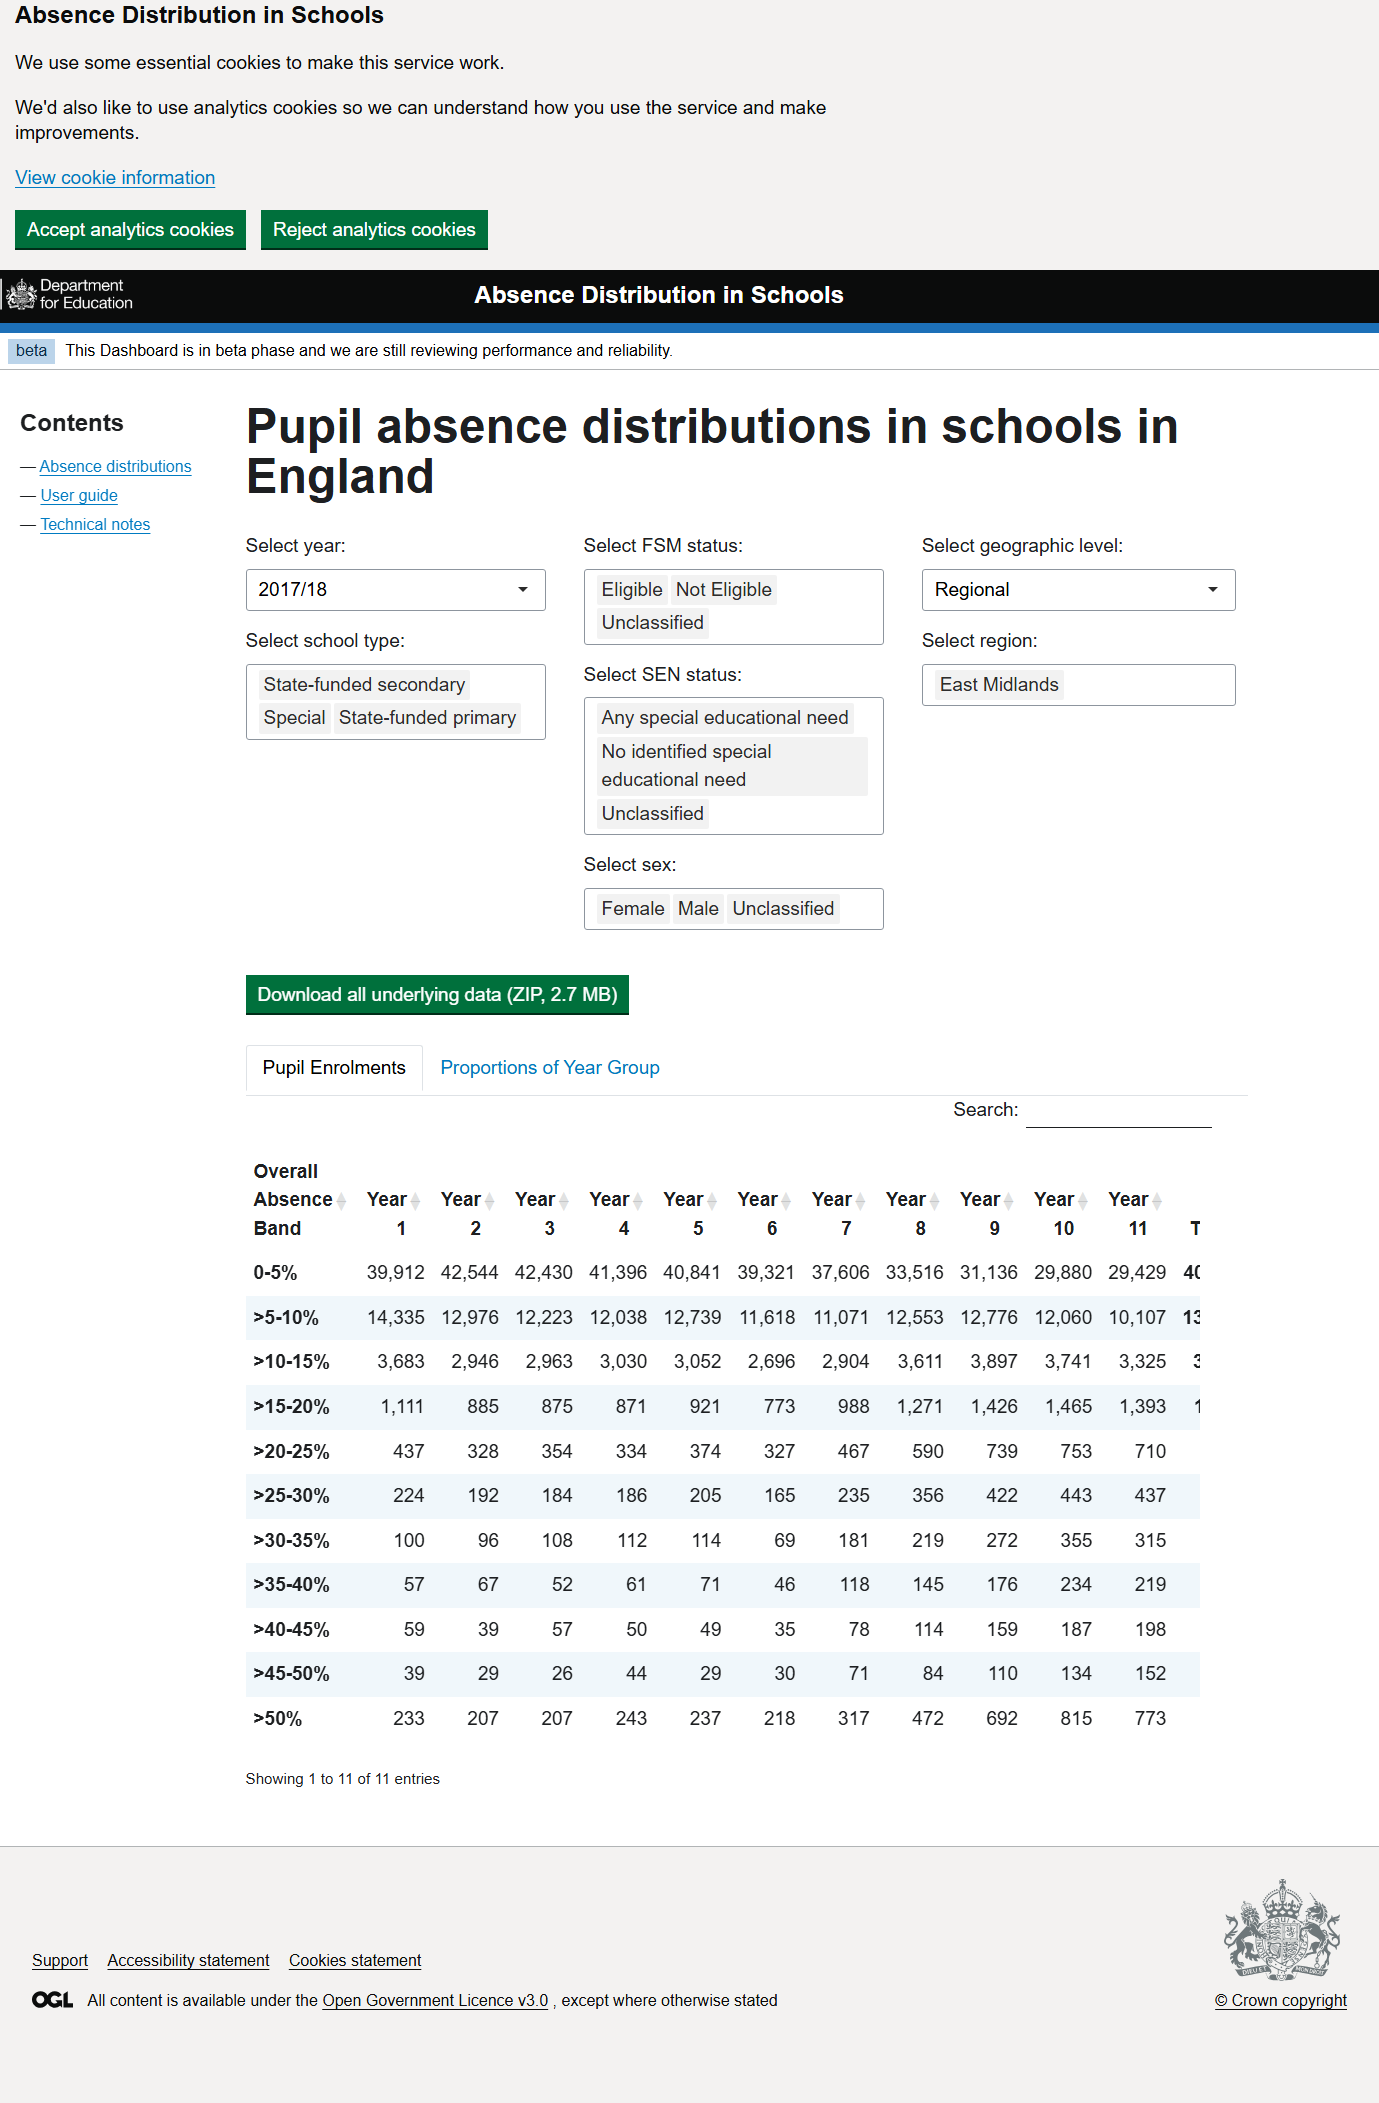 Absence Distribution in Schools
We use some essential cookies to make this service work.
We'd also like to use analytics cookies so we can understand how you use the service and make
improvements.
View cookie information
Accept analytics cookies Reject analytics cookies
Department
for Education
Absence Distribution in Schools
beta This Dashboard is in beta phase and we are still reviewing performance and reliability.
Contents
— Absence distributions
— User guide
— Technical notes
Pupil absence distributions in schools in
England
Select year:
2017/18
Select school type:
State-funded secondary
Special State-funded primary
Select FSM status:
Eligible Not Eligible
Unclassified
Select SEN status:
Any special educational need
No identified special
educational need
Unclassified
Select sex:
Female Male Unclassified
Select geographic level:
Regional
Select region:
East Midlands
Download all underlying data (ZIP, 2.7 MB)
Pupil Enrolments Proportions of Year Group
Search:
Overall
Absence Year Year Year Year Year Year Year Year Year Year Year
Band 1 2 3 4 5 6 7 8 9 10 11 T
0-5% 39,912 42,544 42,430 41,396 40,841 39,321 37,606 33,516 31,136 29,880 29,429 40
>5-10% 14,335 12,976 12,223 12,038 12,739 11,618 11,071 12,553 12,776 12,060 10,107 13
>10-15% 3,683 2,946 2,963 3,030 3,052 2,696 2,904 3,611 3,897 3,741 3,325 3
>15-20% 1,111 885 875 871 921 773 988 1,271 1,426 1,465 1,393 1
>20-25% 437 328 354 334 374 327 467 590 739 753 710
>25-30% 224 192 184 186 205 165 235 356 422 443 437
>30-35% 100 96 108 112 114 69 181 219 272 355 315
>35-40% 57 67 52 61 71 46 118 145 176 234 219
>40-45% 59 39 57 50 49 35 78 114 159 187 198
>45-50% 39 29 26 44 29 30 71 84 110 134 152
>50% 233 207 207 243 237 218 317 472 692 815 773
Showing 1 to 11 of 11 entries
Support Accessibility statement Cookies statement
OGL All content is available under the Open Government Licence v3.0 , except where otherwise stated
© Crown copyright